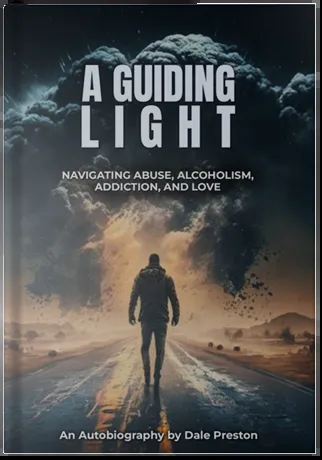 A GUIDING
LIGHT
NAVIGATING ABUSE, ALCOHOLISM,
ADDICTION, AND LOVE
An Autobiography by Dale Preston